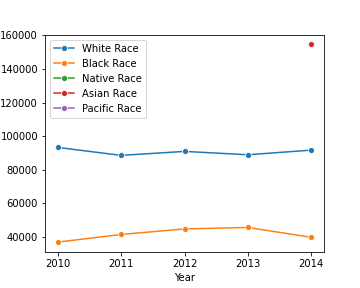 160000
140000
120000
100000
80000
60000
40000
White Race
Black Race
Native Race
Asian Race
Pacific Race
2010 2011 2012 2013 2014
Year